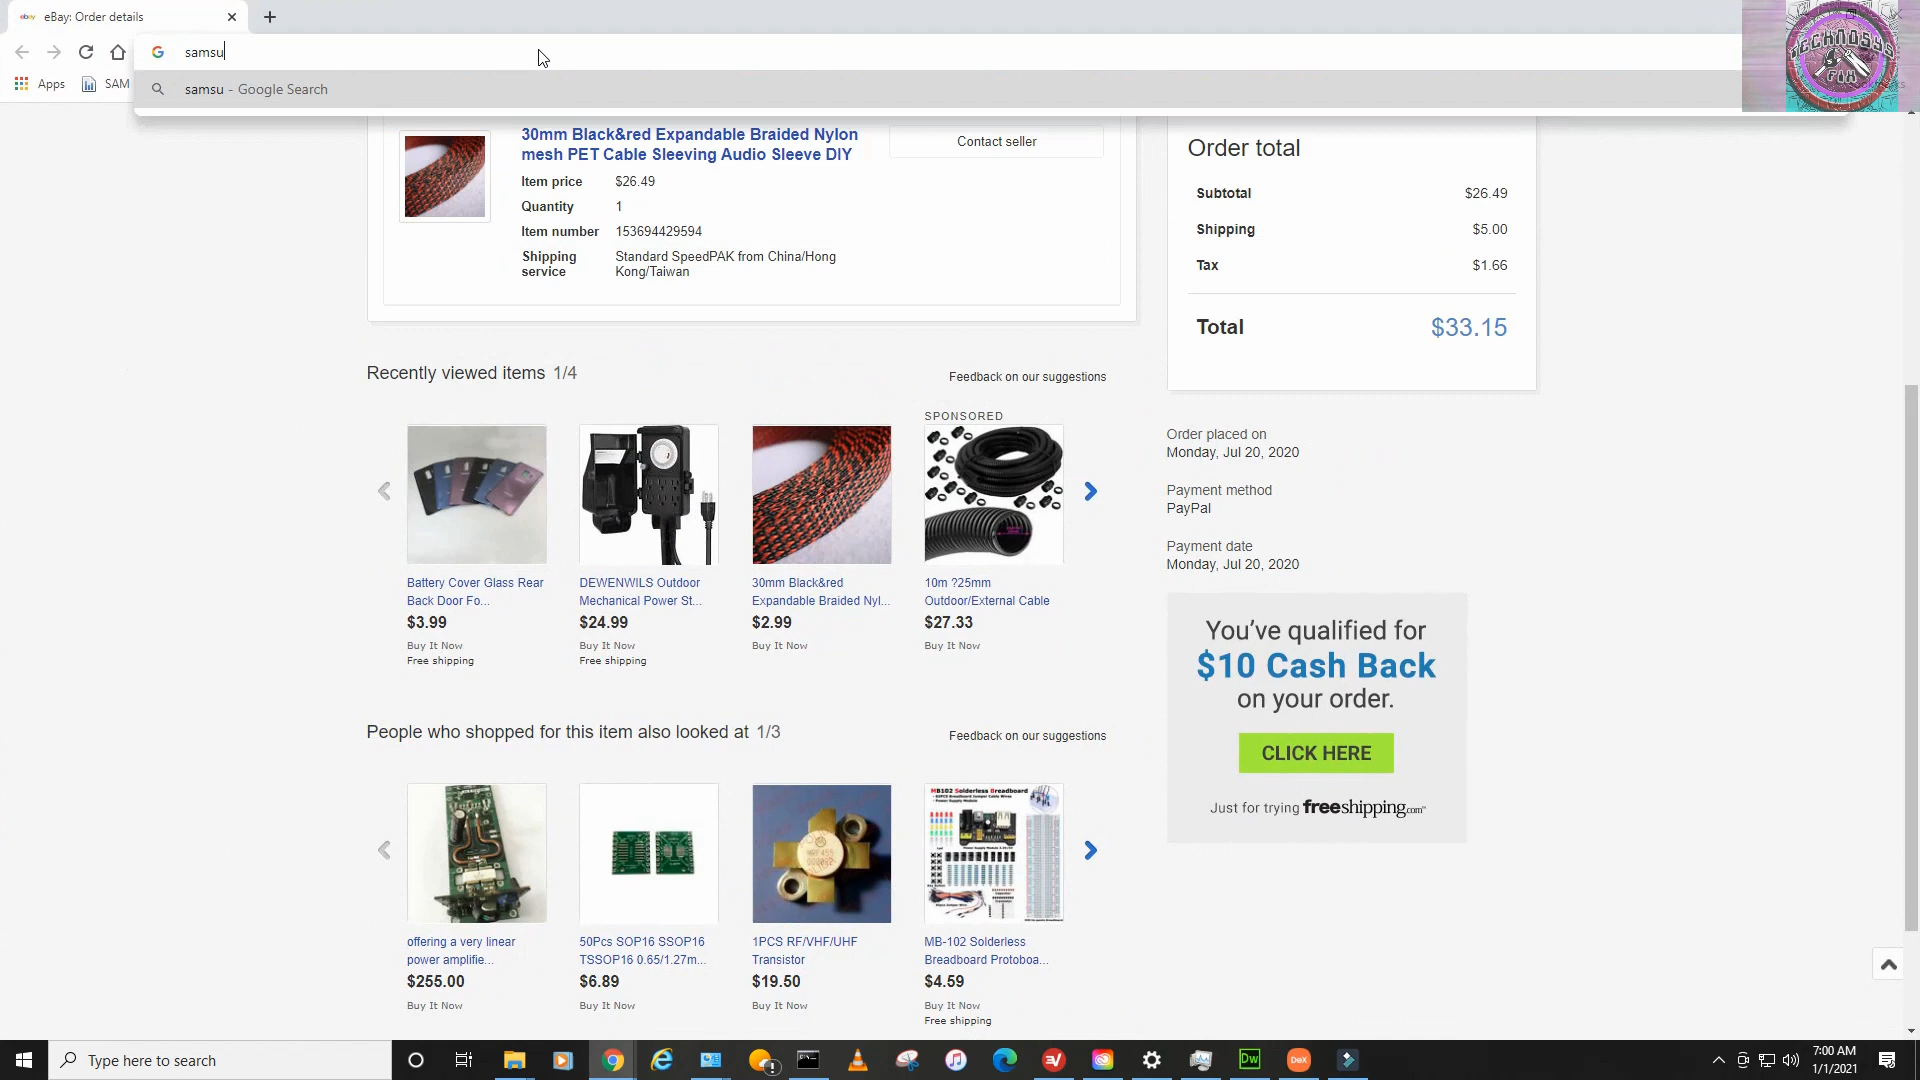 eBay: Order details
samsu
samsu - Google Search
Apps
SAM
TECHNOSYS
FIX
30mm Black&red Expandable Braided Nylon
mesh PET Cable Sleeving Audio Sleeve DIY
Contact seller
Item price $26.49
Quantity 1
Item number 153694429594
Shipping service Standard SpeedPAK from China/Hong
Kong/Taiwan
Order total
Subtotal $26.49
Shipping $5.00
Tax $1.66
Total $33.15
Recently viewed items 1/4
Feedback on our suggestions
SPONSORED
Battery Cover Glass Rear
Back Door Fo...
$3.99
Buy It Now
Free shipping
DEWENWILS Outdoor
Mechanical Power St...
$24.99
Buy It Now
Free shipping
30mm Black&red
Expandable Braided Nyl...
$2.99
Buy It Now
10m ?25mm
Outdoor/External Cable
$27.33
Buy It Now
Order placed on
Monday, Jul 20, 2020
Payment method
PayPal
Payment date
Monday, Jul 20, 2020
You've qualified for
$10 Cash Back
on your order.
CLICK HERE
Just for trying freeshipping.com
People who shopped for this item also looked at 1/3
Feedback on our suggestions
MB102 Solderless Breadboard
offering a very linear
power amplifie...
$255.00
Buy It Now
50Pcs SOP16 SSOP16
TSSOP16 0.65/1.27m...
$6.89
Buy It Now
1PCS RF/VHF/UHF
Transistor
$19.50
Buy It Now
MB-102 Solderless
Breadboard Protoboa...
$4.59
Buy It Now
Free shipping
Type here to search
Dw
DeX
7:00 AM
1/1/2021